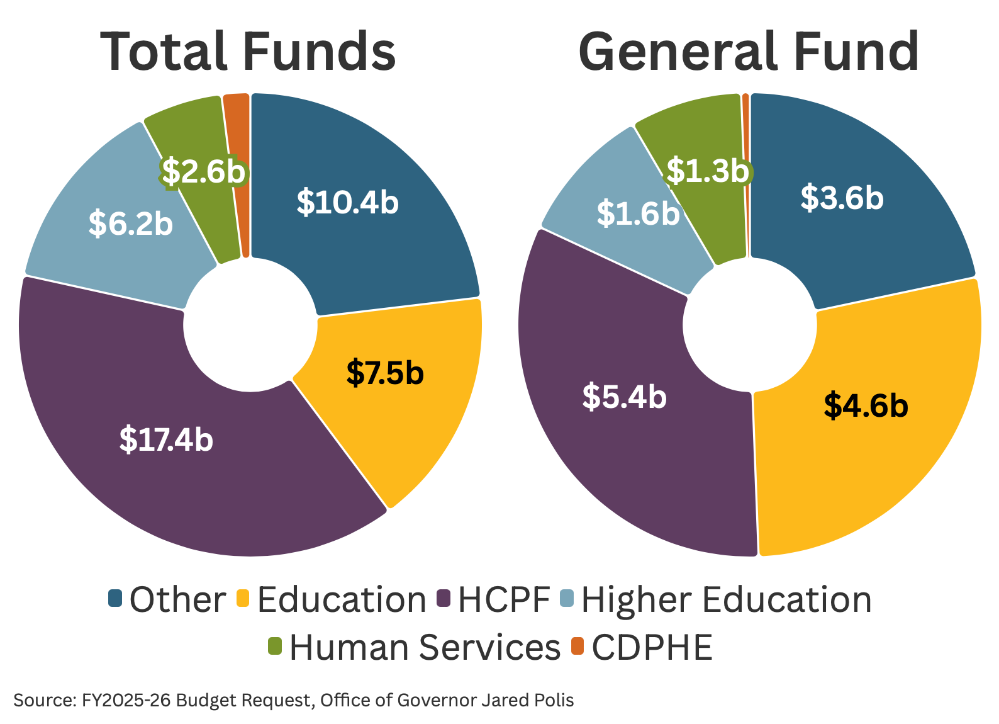 Total Funds
General Fund
$2.6b
$10.4b
$6.2b
$7.5b
$17.4b
$1.3b
$3.6b
$1.6b
$5.4b
$4.6b
Other Education HCPF Higher Education
Human Services CDPHE
Source: FY2025-26 Budget Request, Office of Governor Jared Polis